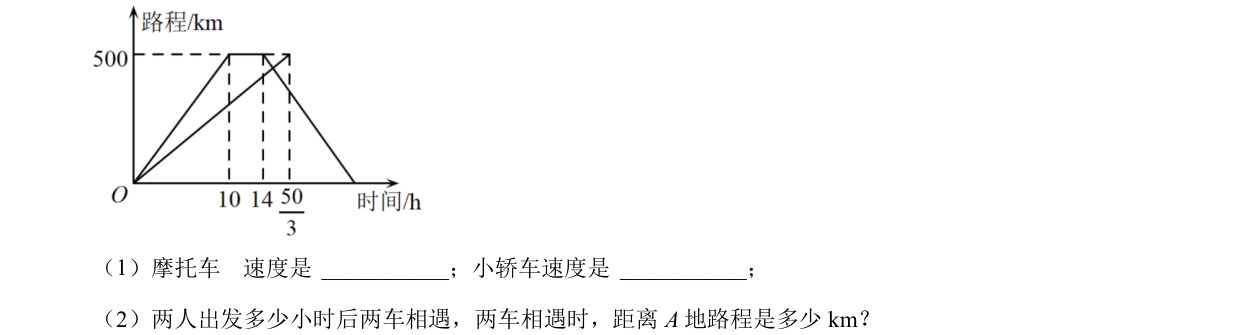 路程/km
500
O
10 14 50/3
时间/h
（1）摩托车 速度是 ___________；小轿车速度是 ___________；
（2）两人出发多少小时后两车相遇，两车相遇时，距离 A 地路程是多少 km？